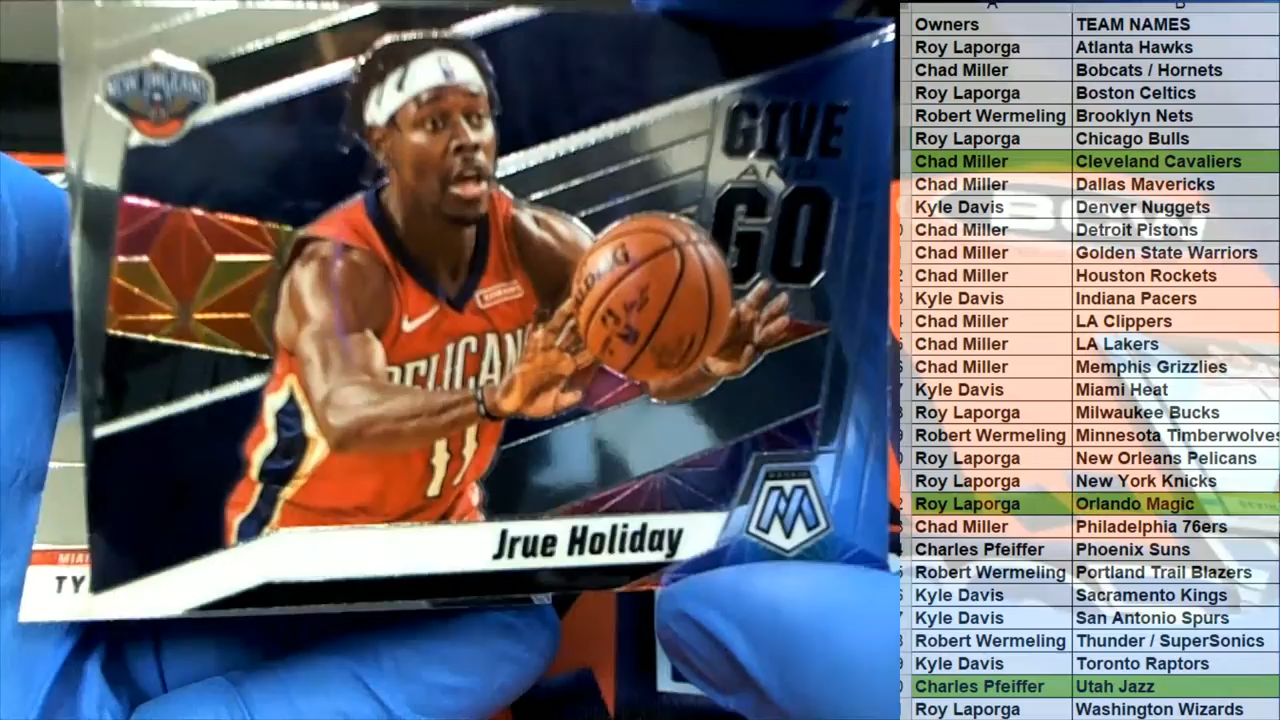 NEW ORLEANS
GIVE
AND
GO
SPALDING
PELICANS
11
Jrue Holiday
MOSAIC
M
MIAMI
TY
A
B
Owners TEAM NAMES
Roy Laporga Atlanta Hawks
Chad Miller Bobcats / Hornets
Roy Laporga Boston Celtics
Robert Wermeling Brooklyn Nets
Roy Laporga Chicago Bulls
Chad Miller Cleveland Cavaliers
Chad Miller Dallas Mavericks
Kyle Davis Denver Nuggets
Chad Miller Detroit Pistons
Chad Miller Golden State Warriors
Chad Miller Houston Rockets
Kyle Davis Indiana Pacers
Chad Miller LA Clippers
Chad Miller LA Lakers
Chad Miller Memphis Grizzlies
Kyle Davis Miami Heat
Roy Laporga Milwaukee Bucks
Robert Wermeling Minnesota Timberwolves
Roy Laporga New Orleans Pelicans
Roy Laporga New York Knicks
Roy Laporga Orlando Magic
Chad Miller Philadelphia 76ers
Charles Pfeiffer Phoenix Suns
Robert Wermeling Portland Trail Blazers
Kyle Davis Sacramento Kings
Kyle Davis San Antonio Spurs
Robert Wermeling Thunder / SuperSonics
Kyle Davis Toronto Raptors
Charles Pfeiffer Utah Jazz
Roy Laporga Washington Wizards